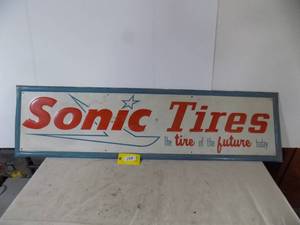 Sonic Tires
the tire of the future today